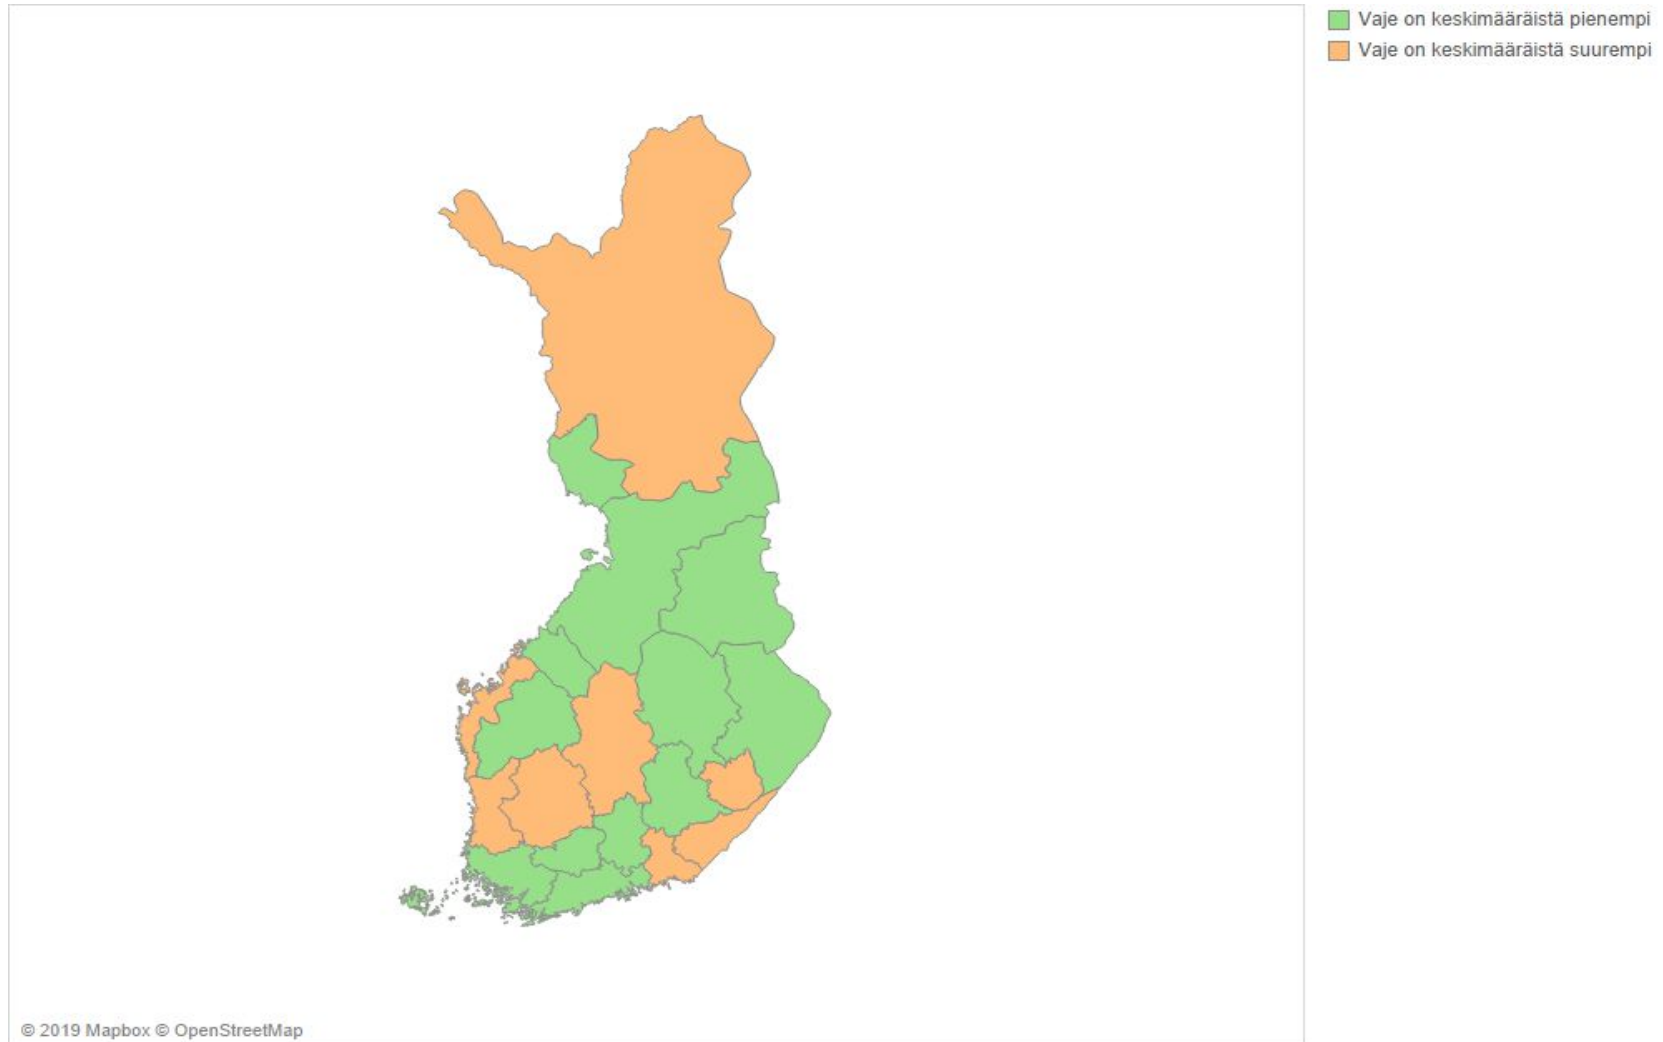 Vaje on keskimääräistä pienempi
Vaje on keskimääräistä suurempi
© 2019 Mapbox © OpenStreetMap